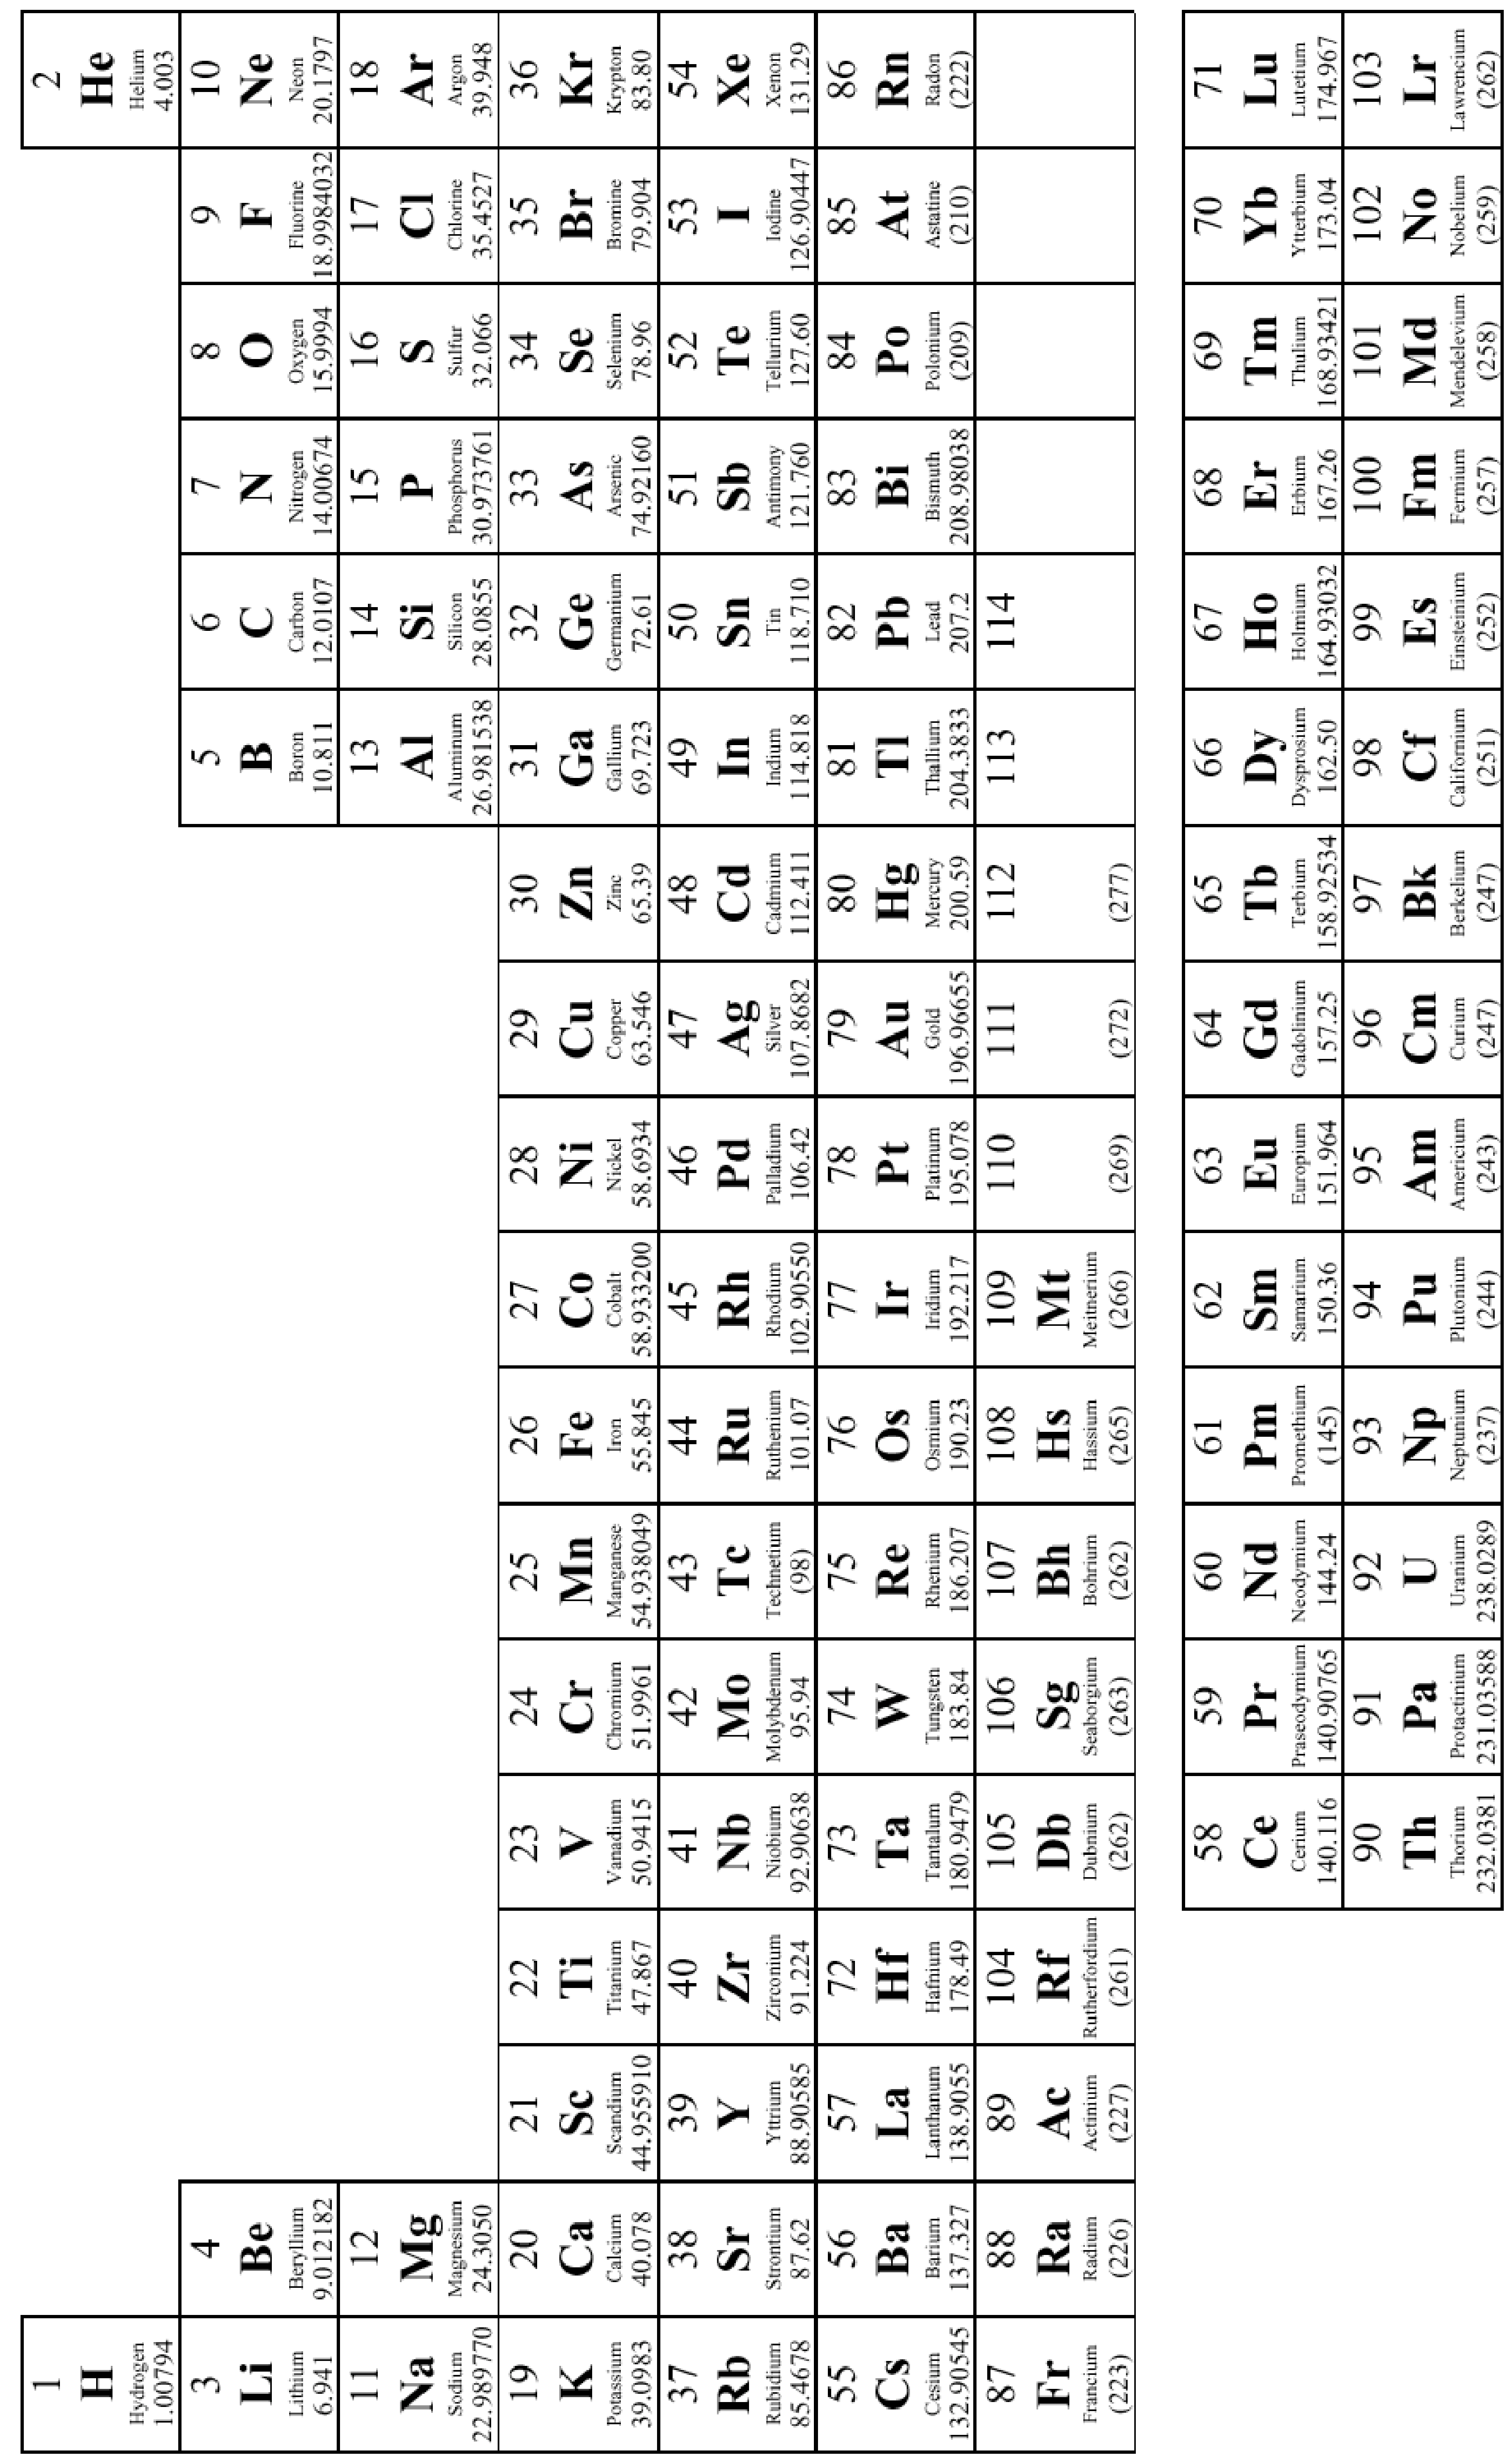 1
H
Hydrogen
1.00794
2
He
Helium
4.003
3
Li
Lithium
6.941
4
Be
Beryllium
9.012182
5
B
Boron
10.811
6
C
Carbon
12.0107
7
N
Nitrogen
14.00674
8
O
Oxygen
15.9994
9
F
Fluorine
18.9984032
10
Ne
Neon
20.1797
11
Na
Sodium
22.989770
12
Mg
Magnesium
24.3050
13
Al
Aluminum
26.981538
14
Si
Silicon
28.0855
15
P
Phosphorus
30.973761
16
S
Sulfur
32.066
17
Cl
Chlorine
35.4527
18
Ar
Argon
39.948
19
K
Potassium
39.0983
20
Ca
Calcium
40.078
21
Sc
Scandium
44.955910
22
Ti
Titanium
47.867
23
V
Vanadium
50.9415
24
Cr
Chromium
51.9961
25
Mn
Manganese
54.938049
26
Fe
Iron
55.845
27
Co
Cobalt
58.933200
28
Ni
Nickel
58.6934
29
Cu
Copper
63.546
30
Zn
Zinc
65.39
31
Ga
Gallium
69.723
32
Ge
Germanium
72.61
33
As
Arsenic
74.92160
34
Se
Selenium
78.96
35
Br
Bromine
79.904
36
Kr
Krypton
83.80
37
Rb
Rubidium
85.4678
38
Sr
Strontium
87.62
39
Y
Yttrium
88.90585
40
Zr
Zirconium
91.224
41
Nb
Niobium
92.90638
42
Mo
Molybdenum
95.94
43
Tc
Technetium
(98)
44
Ru
Ruthenium
101.07
45
Rh
Rhodium
102.90550
46
Pd
Palladium
106.42
47
Ag
Silver
107.8682
48
Cd
Cadmium
112.411
49
In
Indium
114.818
50
Sn
Tin
118.710
51
Sb
Antimony
121.760
52
Te
Tellurium
127.60
53
I
Iodine
126.90447
54
Xe
Xenon
131.29
55
Cs
Cesium
132.90545
56
Ba
Barium
137.327
57
La
Lanthanum
138.9055
72
Hf
Hafnium
178.49
73
Ta
Tantalum
180.9479
74
W
Tungsten
183.84
75
Re
Rhenium
186.207
76
Os
Osmium
190.23
77
Ir
Iridium
192.217
78
Pt
Platinum
195.078
79
Au
Gold
196.96655
80
Hg
Mercury
200.59
81
Tl
Thallium
204.3833
82
Pb
Lead
207.2
83
Bi
Bismuth
208.98038
84
Po
Polonium
(209)
85
At
Astatine
(210)
86
Rn
Radon
(222)
87
Fr
Francium
(223)
88
Ra
Radium
(226)
89
Ac
Actinium
(227)
104
Rf
Rutherfordium
(261)
105
Db
Dubnium
(262)
106
Sg
Seaborgium
(263)
107
Bh
Bohrium
(262)
108
Hs
Hassium
(265)
109
Mt
Meitnerium
(266)
110
(269)
111
(272)
112
(277)
113
114
58
Ce
Cerium
140.116
59
Pr
Praseodymium
140.90765
60
Nd
Neodymium
144.24
61
Pm
Promethium
(145)
62
Sm
Samarium
150.36
63
Eu
Europium
151.964
64
Gd
Gadolinium
157.25
65
Tb
Terbium
158.92534
66
Dy
Dysprosium
162.50
67
Ho
Holmium
164.93032
68
Er
Erbium
167.26
69
Tm
Thulium
168.93421
70
Yb
Ytterbium
173.04
71
Lu
Lutetium
174.967
90
Th
Thorium
232.0381
91
Pa
Protactinium
231.03588
92
U
Uranium
238.0289
93
Np
Neptunium
(237)
94
Pu
Plutonium
(244)
95
Am
Americium
(243)
96
Cm
Curium
(247)
97
Bk
Berkelium
(247)
98
Cf
Californium
(251)
99
Es
Einsteinium
(252)
100
Fm
Fermium
(257)
101
Md
Mendelevium
(258)
102
No
Nobelium
(259)
103
Lr
Lawrencium
(262)